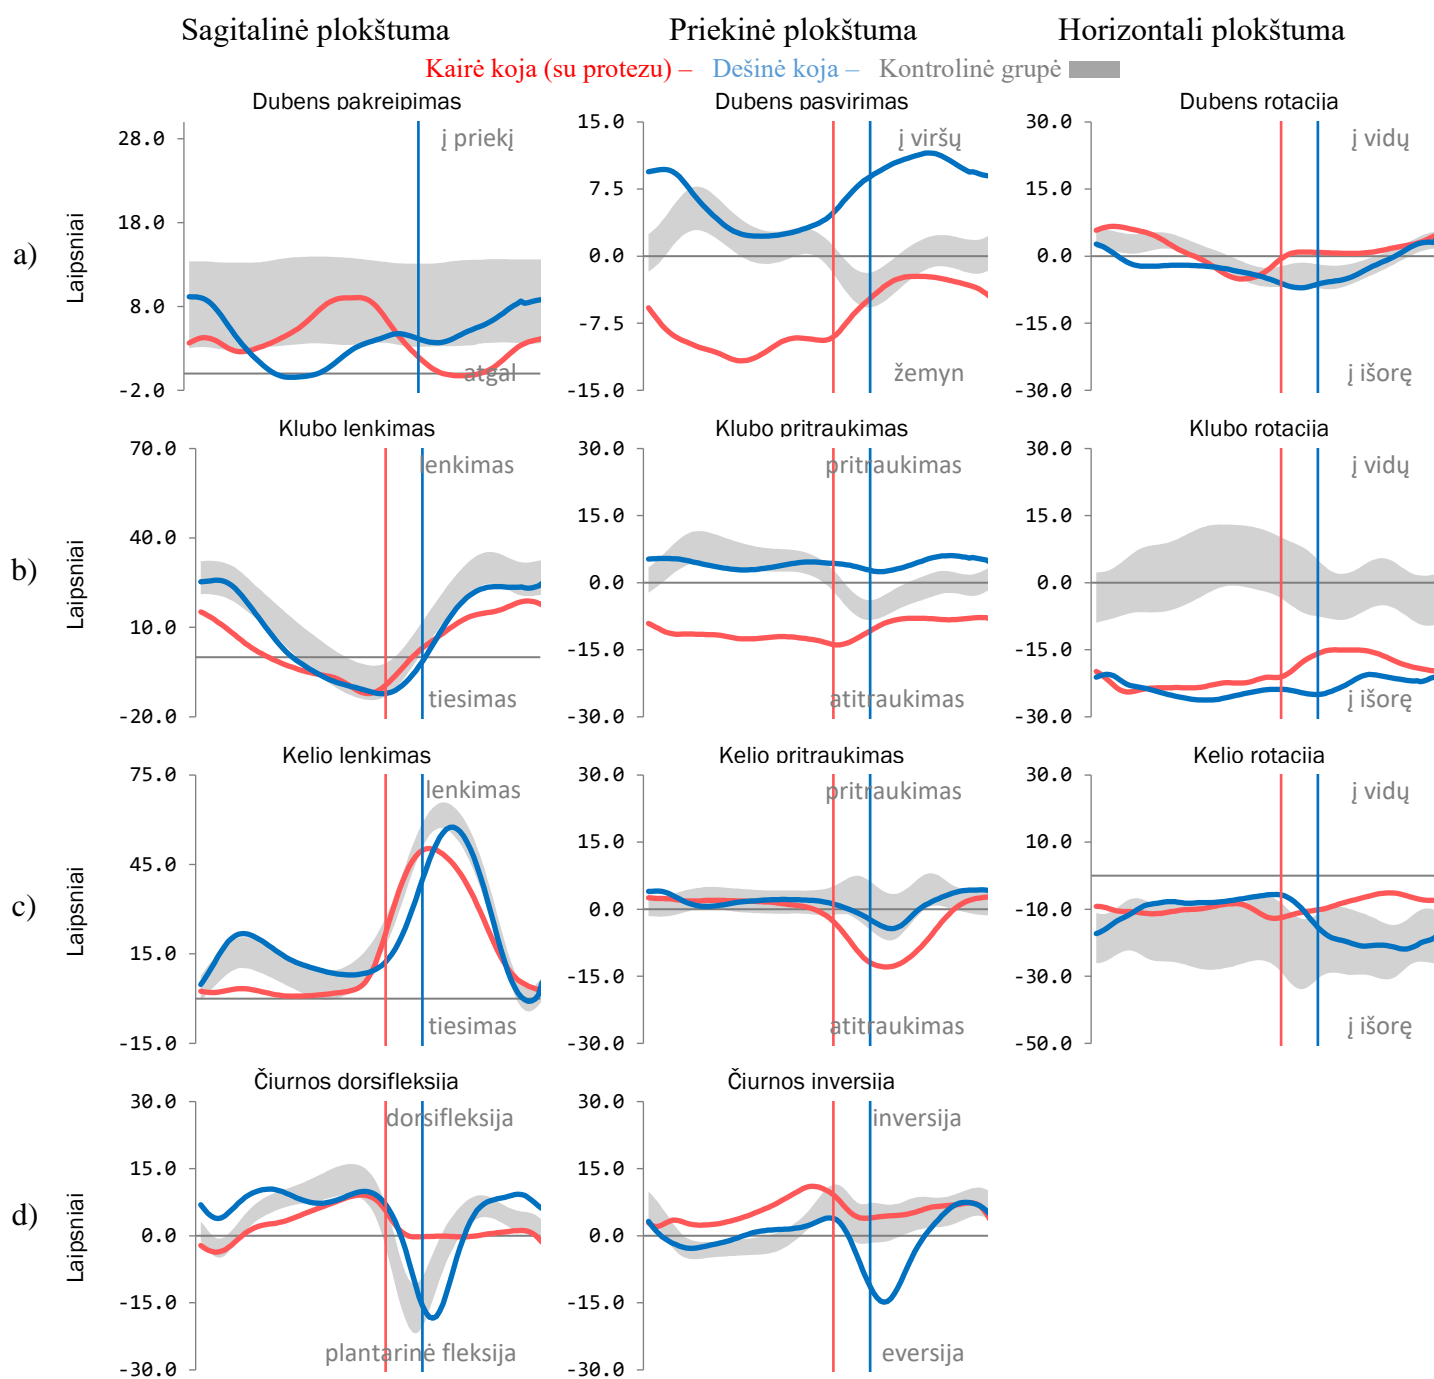 Sagitalinė plokštuma Priekinė plokštuma Horizontali plokštuma
Kairė koja (su protezu) – Dešinė koja – Kontrolinė grupė
Dubens pakreipimas Dubens pasvirimas Dubens rotacija
a) Laipsniai
28.0 18.0 8.0 -2.0 į priekį atgal
15.0 7.5 0.0 -7.5 -15.0 į viršų žemyn
30.0 15.0 0.0 -15.0 -30.0 į vidų į išorę
Klubo lenkimas Klubo pritraukimas Klubo rotacija
b) Laipsniai
70.0 40.0 10.0 -20.0 lenkimas tiesimas
30.0 15.0 0.0 -15.0 -30.0 pritraukimas atitraukimas
30.0 15.0 0.0 -15.0 -30.0 į vidų į išorę
Kelio lenkimas Kelio pritraukimas Kelio rotacija
c) Laipsniai
75.0 45.0 15.0 -15.0 lenkimas tiesimas
30.0 15.0 0.0 -15.0 -30.0 pritraukimas atitraukimas
30.0 10.0 -10.0 -30.0 -50.0 į vidų į išorę
Čiurnos dorsifleksija Čiurnos inversija
d) Laipsniai
30.0 15.0 0.0 -15.0 -30.0 dorsifleksija plantarinė fleksija
30.0 15.0 0.0 -15.0 -30.0 inversija eversija